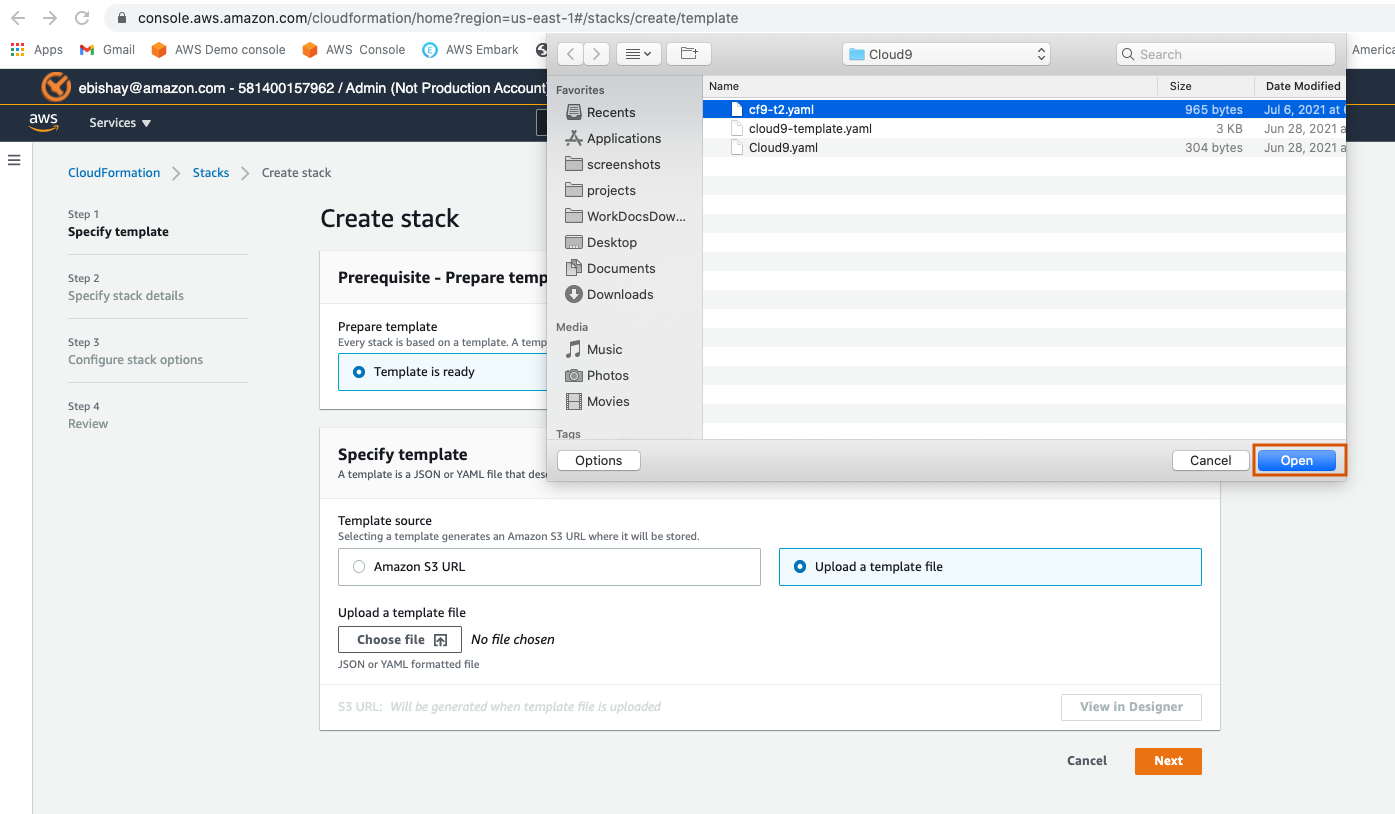 console.aws.amazon.com/cloudformation/home?region=us-east-1#/stacks/create/template
Apps
Gmail
AWS Demo console
AWS Console
AWS Embark
America
ebishay@amazon.com - 581400157962 / Admin (Not Production Account)
aws
Services
CloudFormation
Stacks
Create stack
Step 1
Specify template
Step 2
Specify stack details
Step 3
Configure stack options
Step 4
Review
Create stack
Prerequisite - Prepare temp
Prepare template
Every stack is based on a template. A temp
Template is ready
Specify template
A template is a JSON or YAML file that desc
Cloud9
Search
Favorites
Recents
Applications
screenshots
projects
WorkDocsDow...
Desktop
Documents
Downloads
Media
Music
Photos
Movies
Tags
Name Size Date Modified
cf9-t2.yaml 965 bytes Jul 6, 2021 at 6
cloud9-template.yaml 3 KB Jun 28, 2021 a
Cloud9.yaml 304 bytes Jun 28, 2021 a
Options
Cancel
Open
Template source
Selecting a template generates an Amazon S3 URL where it will be stored.
Amazon S3 URL
Upload a template file
Upload a template file
Choose file
No file chosen
JSON or YAML formatted file
S3 URL: Will be generated when template file is uploaded
View in Designer
Cancel
Next